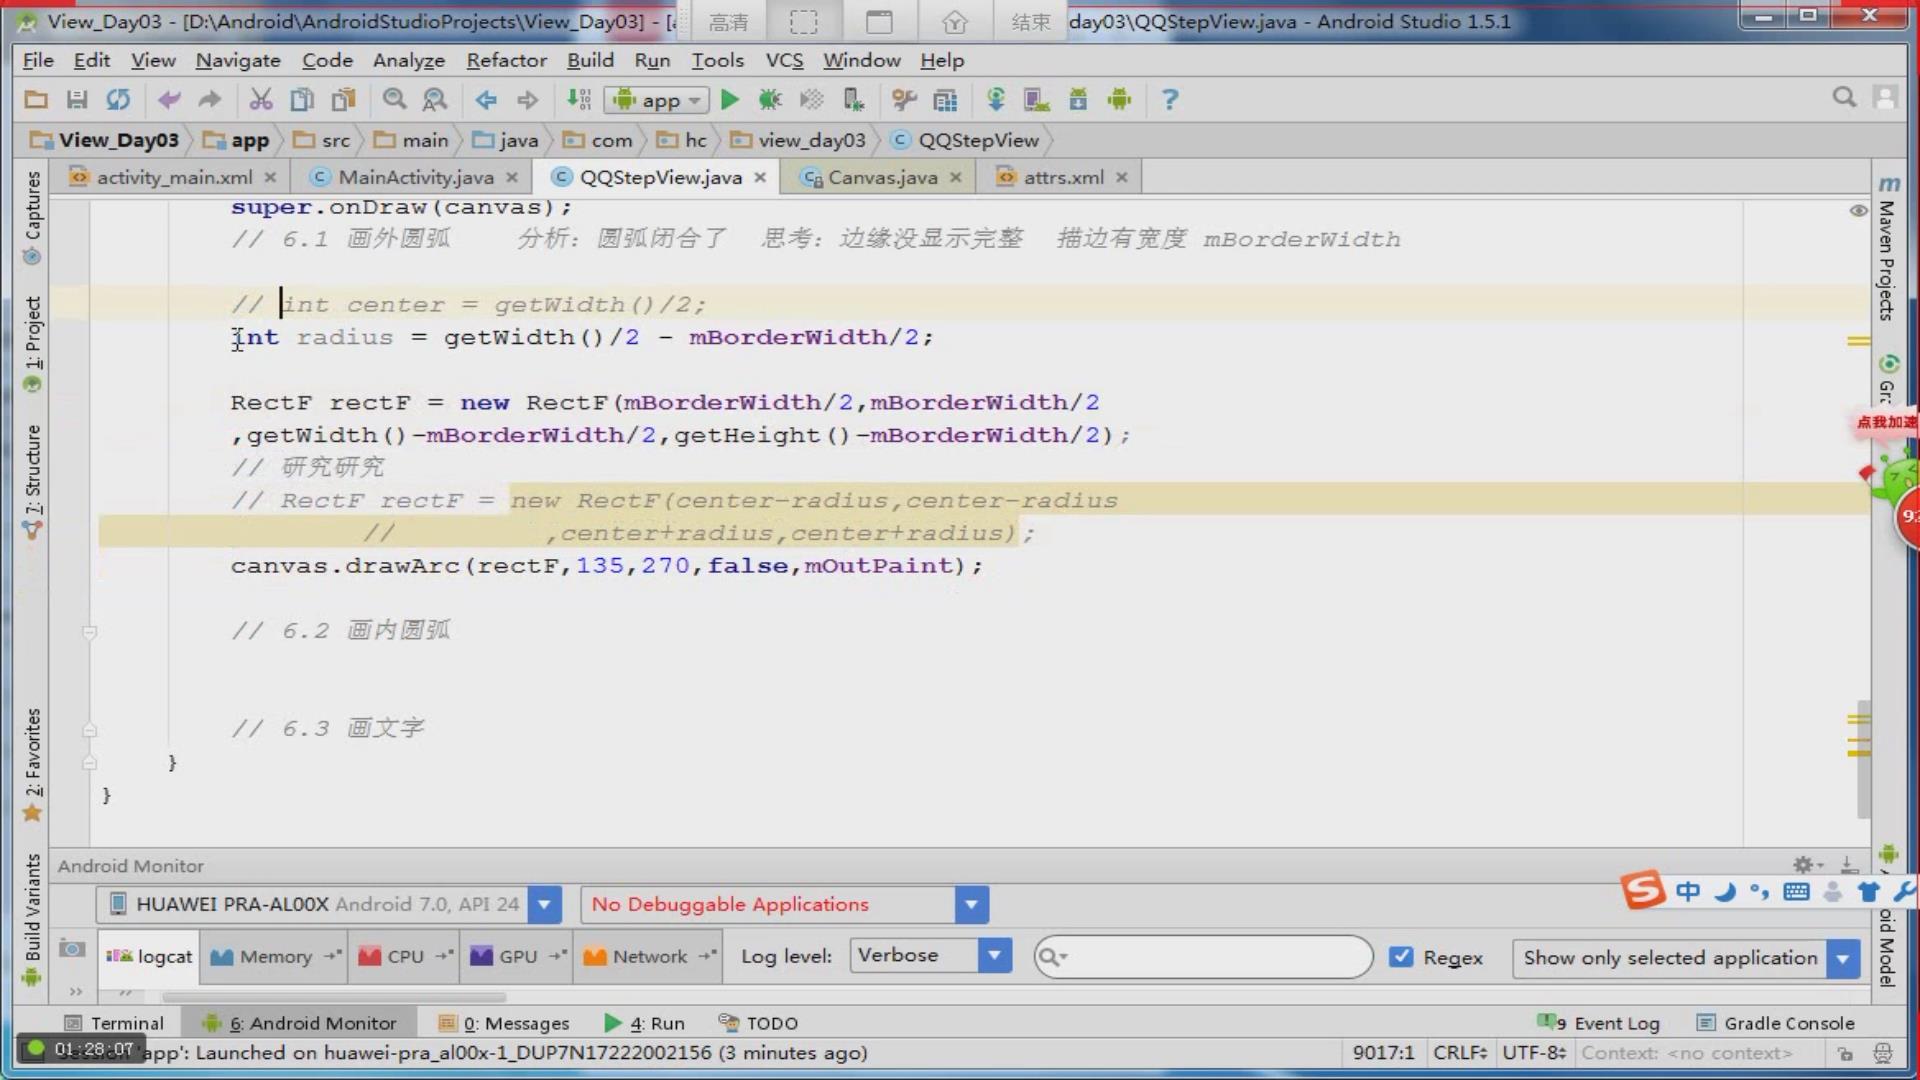 View_Day03 - [D:\Android\AndroidStudioProjects\View_Day03] - [
高清
结束
day03\QQStepView.java - Android Studio 1.5.1
File Edit View Navigate Code Analyze Refactor Build Run Tools VCS Window Help
app
View_Day03 app src main java com hc view_day03 QQStepView
activity_main.xml MainActivity.java QQStepView.java Canvas.java attrs.xml
super.onDraw(canvas);
// 6.1 画外圆弧 分析：圆弧闭合了 思考：边缘没显示完整 描边有宽度 mBorderWidth
// int center = getWidth()/2;
int radius = getWidth()/2 - mBorderWidth/2;
RectF rectF = new RectF(mBorderWidth/2,mBorderWidth/2
,getWidth()-mBorderWidth/2,getHeight()-mBorderWidth/2);
// 研究研究
// RectF rectF = new RectF(center-radius,center-radius
// ,center+radius,center+radius);
canvas.drawArc(rectF,135,270,false,mOutPaint);
// 6.2 画内圆弧
// 6.3 画文字
}
}
Captures
1: Project
7: Structure
2: Favorites
Build Variants
Maven Projects
点我加速
Android Monitor
中
HUAWEI PRA-AL00X Android 7.0, API 24
No Debuggable Applications
logcat Memory CPU GPU Network Log level: Verbose Regex Show only selected application
Terminal 6: Android Monitor 0: Messages 4: Run TODO 9 Event Log Gradle Console
01:28:07 'app': Launched on huawei-pra_al00x-1_DUP7N17222002156 (3 minutes ago) 9017:1 CRLF UTF-8 Context: <no context>